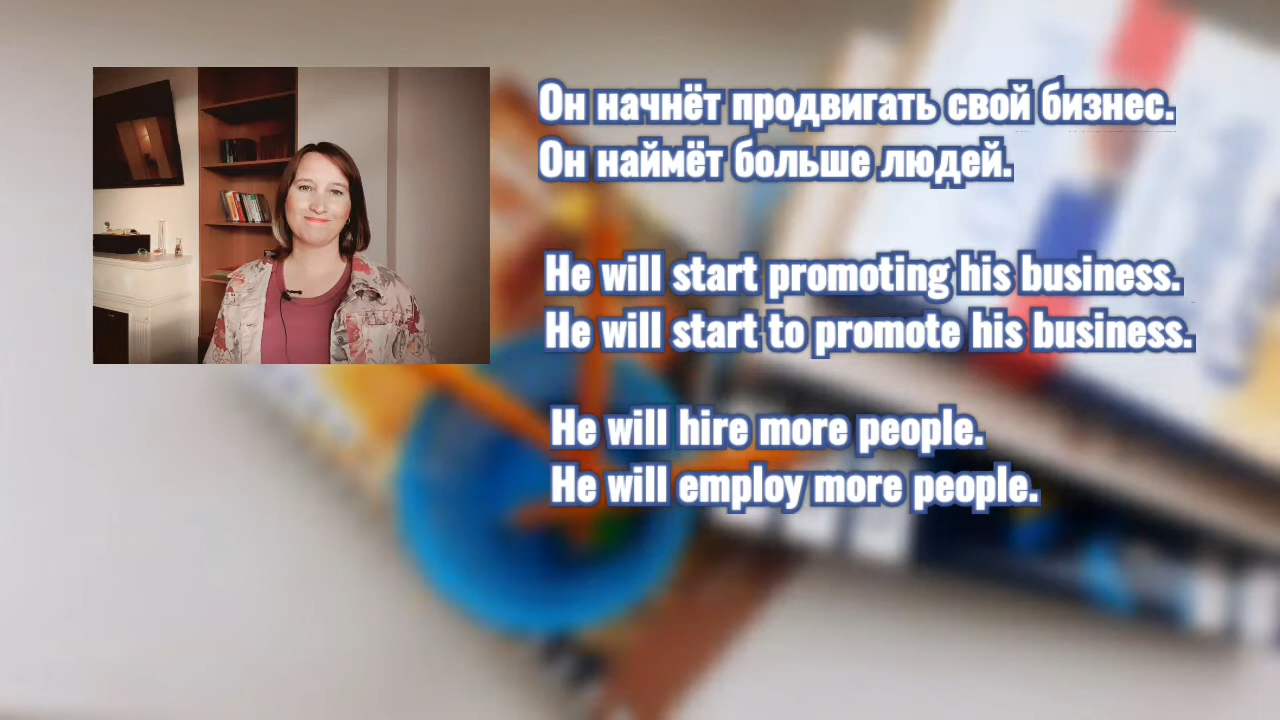 Он начнёт продвигать свой бизнес.
Он наймёт больше людей.
He will start promoting his business.
He will start to promote his business.
He will hire more people.
He will employ more people.